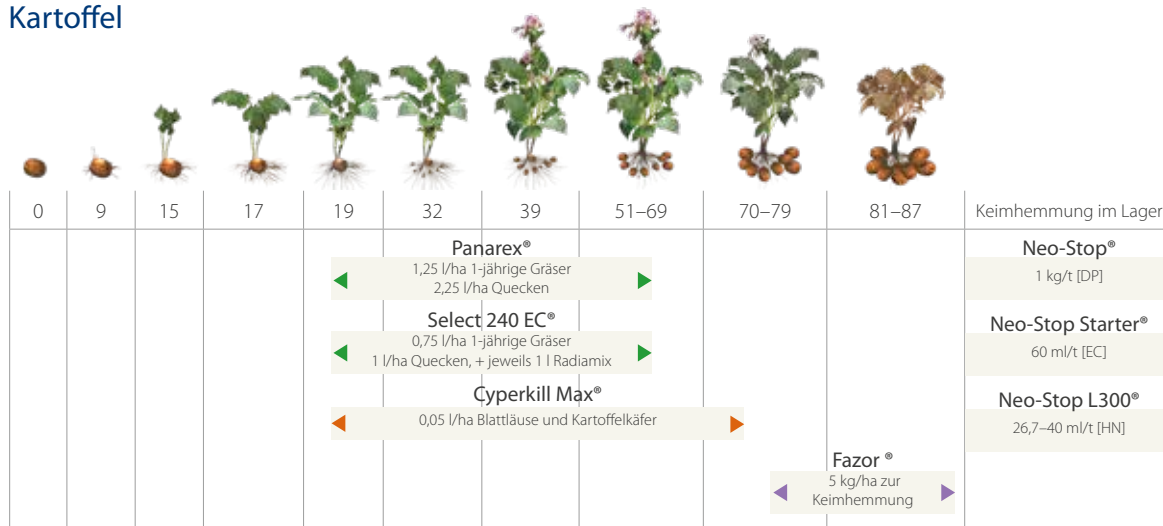 Kartoffel
0 9 15 17 19 32 39 51–69 70–79 81–87 Keimhemmung im Lager
Panarex®
1,25 l/ha 1-jährige Gräser
2,25 l/ha Quecken
Neo-Stop®
1 kg/t [DP]
Select 240 EC®
0,75 l/ha 1-jährige Gräser
1 l/ha Quecken, + jeweils 1 l Radiamix
Neo-Stop Starter®
60 ml/t [EC]
Cyperkill Max®
0,05 l/ha Blattläuse und Kartoffelkäfer
Neo-Stop L300®
26,7–40 ml/t [HN]
Fazor ®
5 kg/ha zur
Keimhemmung